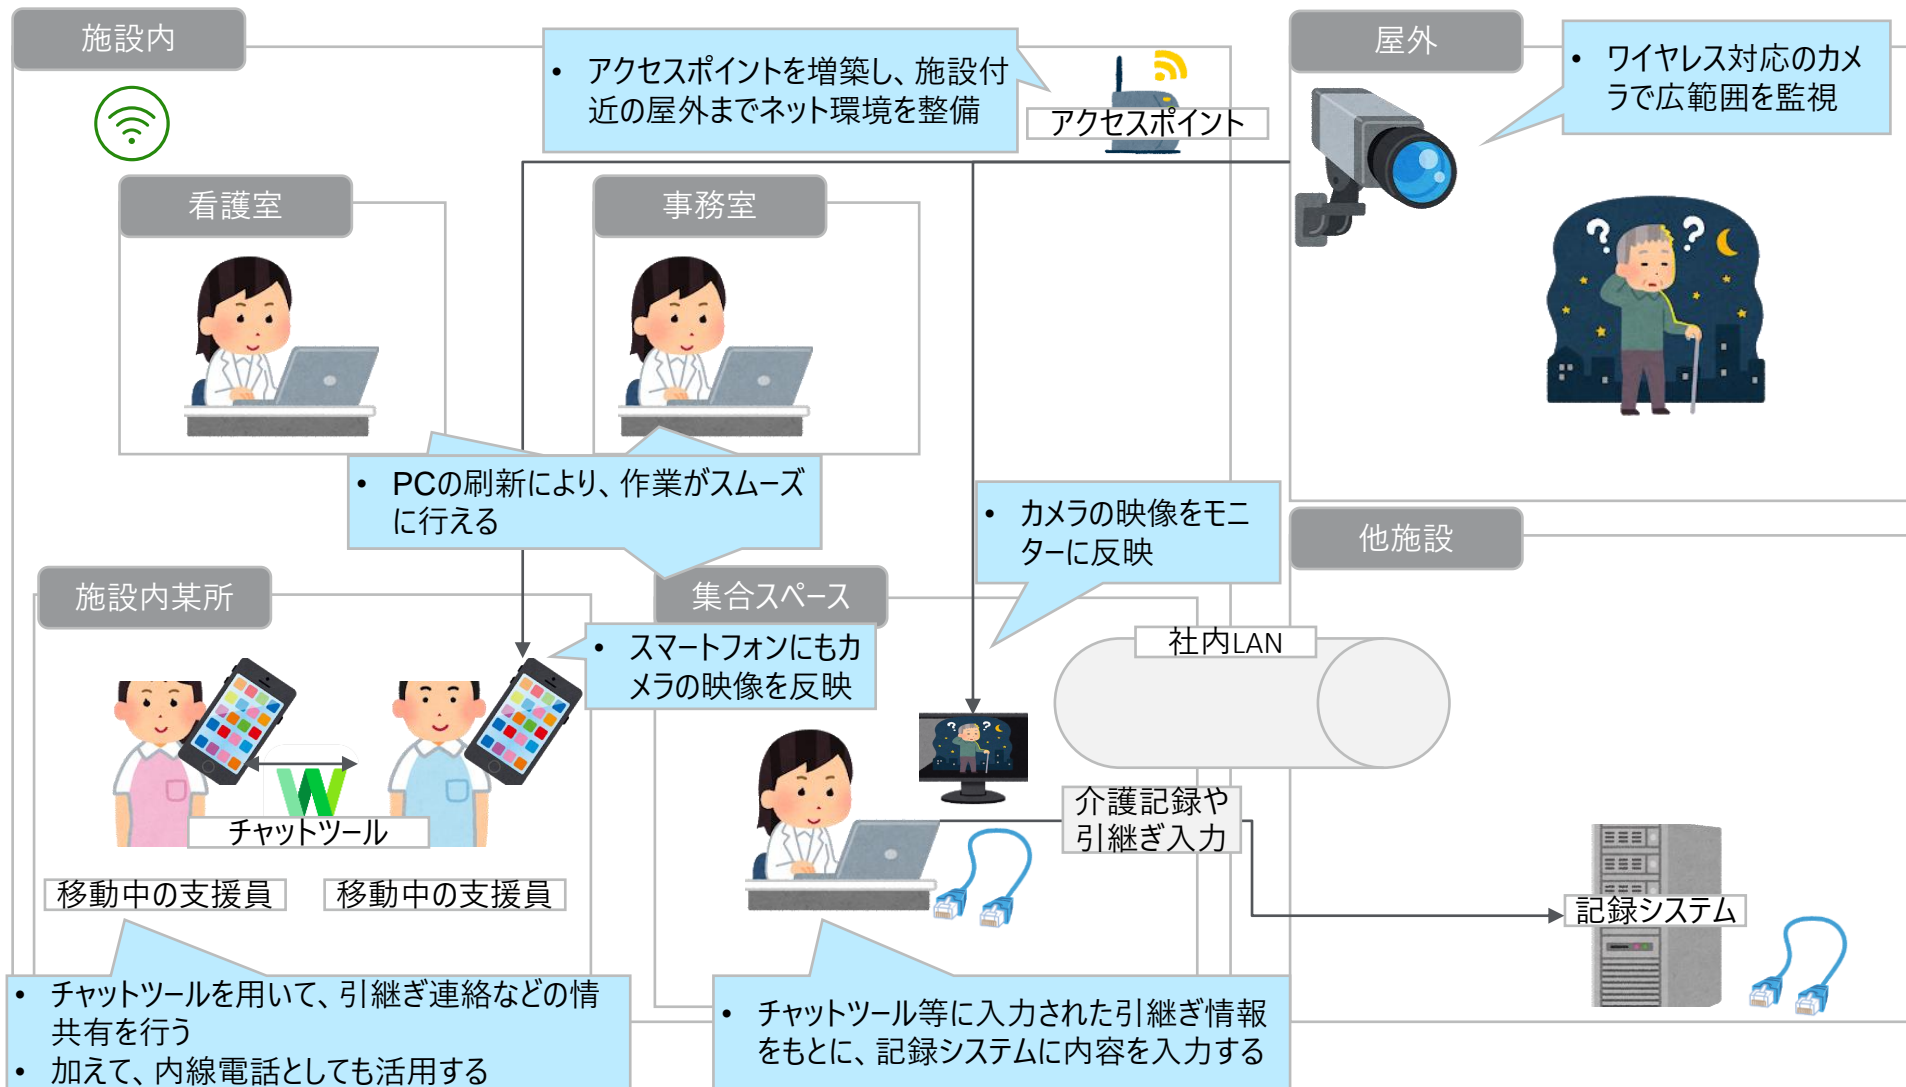 施設内
• アクセスポイントを増築し、施設付
近の屋外までネット環境を整備
アクセスポイント
屋外
• ワイヤレス対応のカメ
ラで広範囲を監視
看護室
事務室
? ?
• PCの刷新により、作業がスムーズ
に行える
• カメラの映像をモニ
ターに反映
他施設
施設内某所
集合スペース
• スマートフォンにもカ
メラの映像を反映
社内LAN
? ?
チャットツール
介護記録や
引継ぎ入力
移動中の支援員
移動中の支援員
記録システム
• チャットツールを用いて、引継ぎ連絡などの情
共有を行う
• 加えて、内線電話としても活用する
• チャットツール等に入力された引継ぎ情報
をもとに、記録システムに内容を入力する